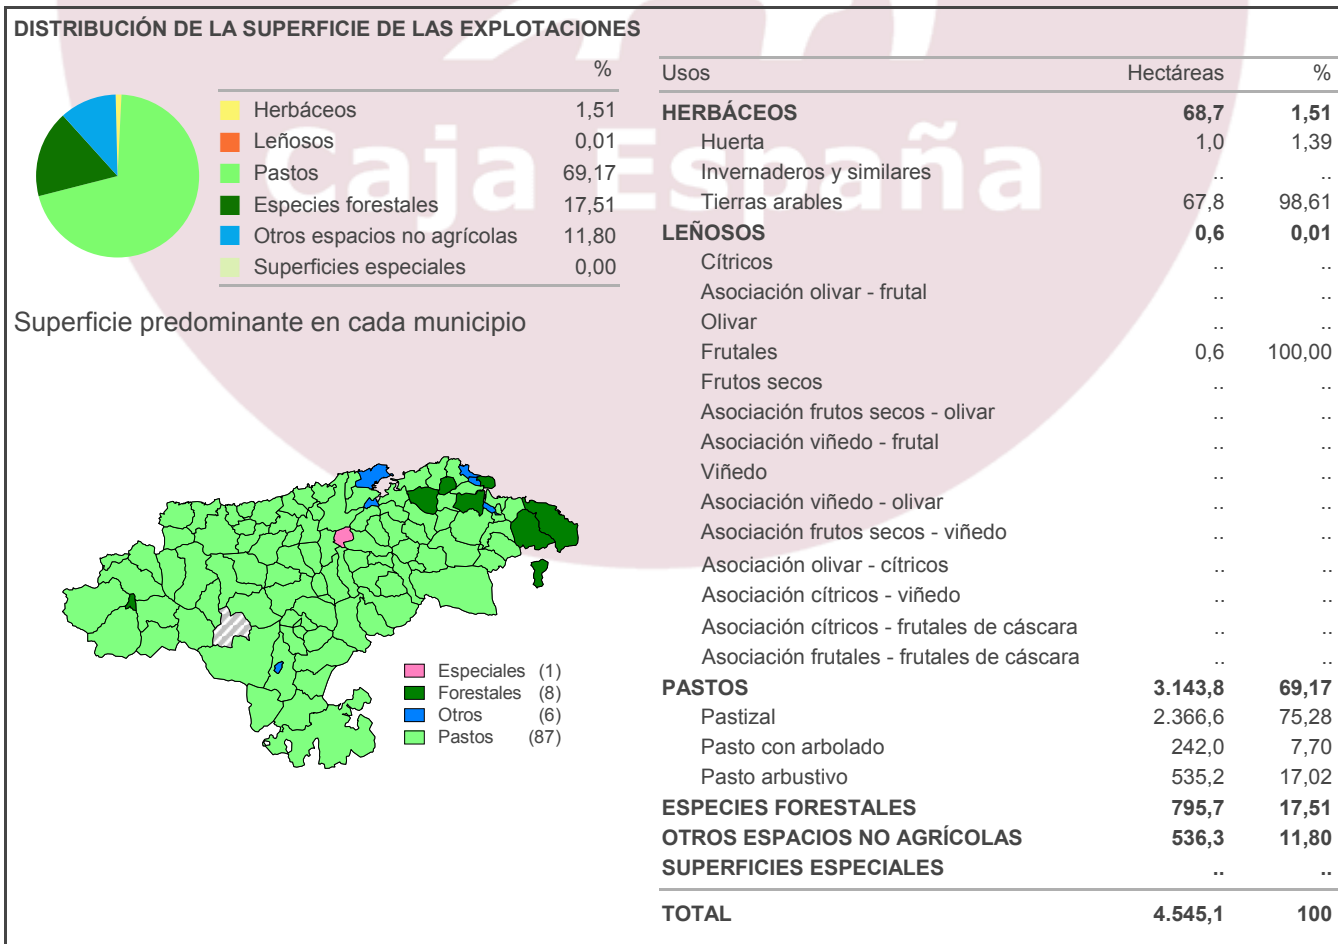 DISTRIBUCIÓN DE LA SUPERFICIE DE LAS EXPLOTACIONES
%
Herbáceos 1,51
Leñosos 0,01
Pastos 69,17
Especies forestales 17,51
Otros espacios no agrícolas 11,80
Superficies especiales 0,00
Caja España
Superficie predominante en cada municipio
Especiales (1)
Forestales (8)
Otros (6)
Pastos (87)
Usos Hectáreas %
HERBÁCEOS 68,7 1,51
Huerta 1,0 1,39
Invernaderos y similares .. ..
Tierras arables 67,8 98,61
LEÑOSOS 0,6 0,01
Cítricos .. ..
Asociación olivar - frutal .. ..
Olivar .. ..
Frutales 0,6 100,00
Frutos secos .. ..
Asociación frutos secos - olivar .. ..
Asociación viñedo - frutal .. ..
Viñedo .. ..
Asociación viñedo - olivar .. ..
Asociación frutos secos - viñedo .. ..
Asociación olivar - cítricos .. ..
Asociación cítricos - viñedo .. ..
Asociación cítricos - frutales de cáscara .. ..
Asociación frutales - frutales de cáscara .. ..
PASTOS 3.143,8 69,17
Pastizal 2.366,6 75,28
Pasto con arbolado 242,0 7,70
Pasto arbustivo 535,2 17,02
ESPECIES FORESTALES 795,7 17,51
OTROS ESPACIOS NO AGRÍCOLAS 536,3 11,80
SUPERFICIES ESPECIALES .. ..
TOTAL 4.545,1 100